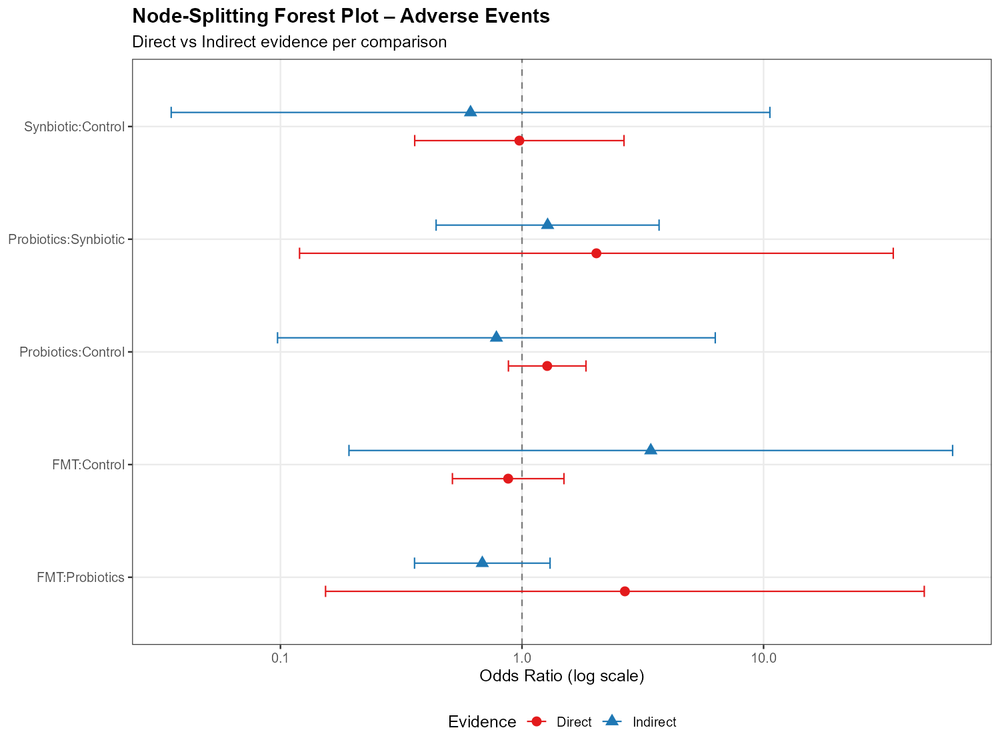 Node-Splitting Forest Plot – Adverse Events
Direct vs Indirect evidence per comparison
Synbiotic:Control
Probiotics:Synbiotic
Probiotics:Control
FMT:Control
FMT:Probiotics
0.1 1.0 10.0
Odds Ratio (log scale)
Evidence Direct Indirect